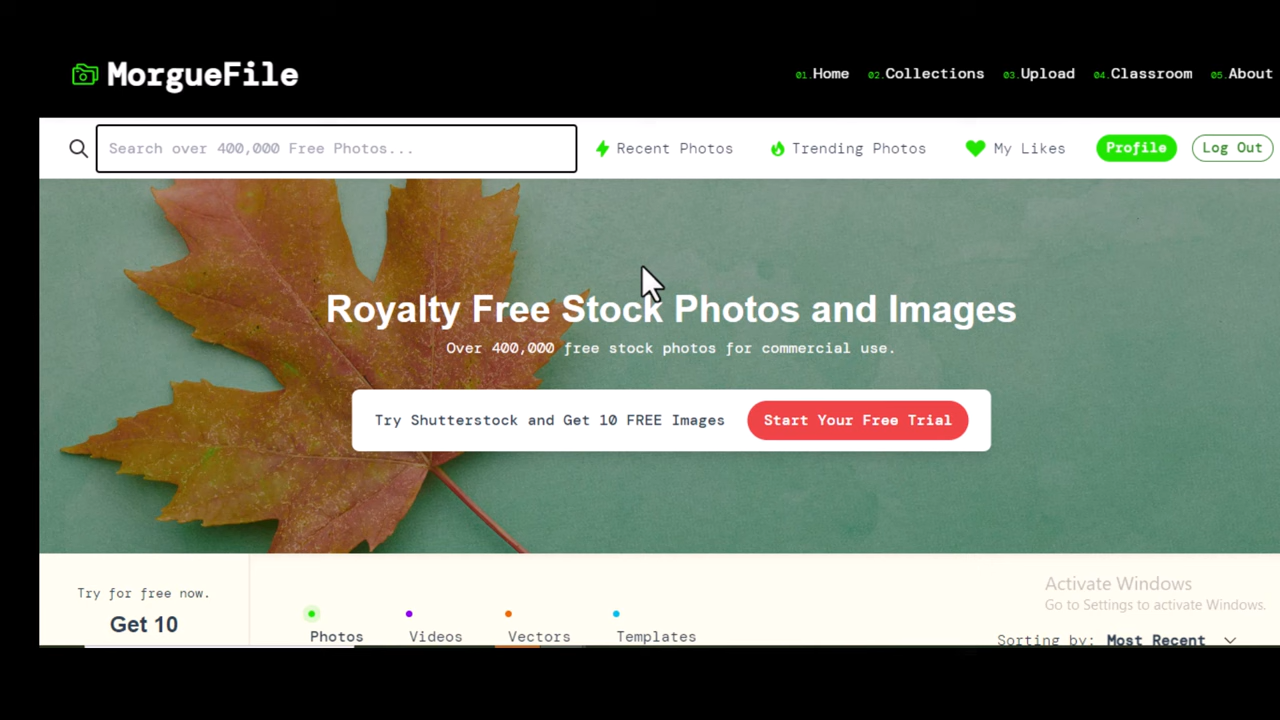 MorgueFile
01.Home 02.Collections 03.Upload 04.Classroom 05.About
Search over 400,000 Free Photos... Recent Photos Trending Photos My Likes Profile Log Out
Royalty Free Stock Photos and Images
Over 400,000 free stock photos for commercial use.
Try Shutterstock and Get 10 FREE Images Start Your Free Trial
Try for free now.
Get 10
Photos Videos Vectors Templates
Activate Windows
Go to Settings to activate Windows.
Sorting by: Most Recent